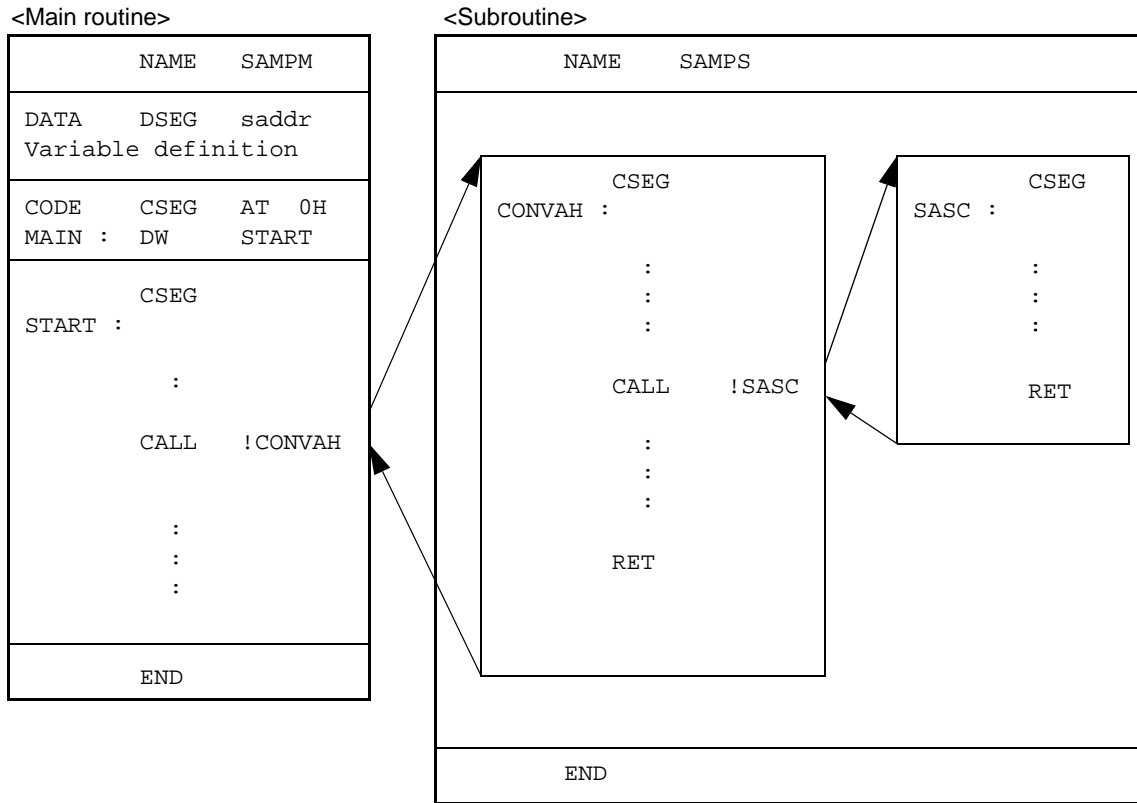 <Main routine>
NAME SAMPM
DATA DSEG saddr
Variable definition
CODE CSEG AT 0H
MAIN : DW START
CSEG
START :
:
CALL !CONVAH
:
:
:
END
<Subroutine>
NAME SAMPS
CSEG
CONVAH :
:
:
:
CALL !SASC
:
:
:
RET
CSEG
SASC :
:
:
:
RET
END